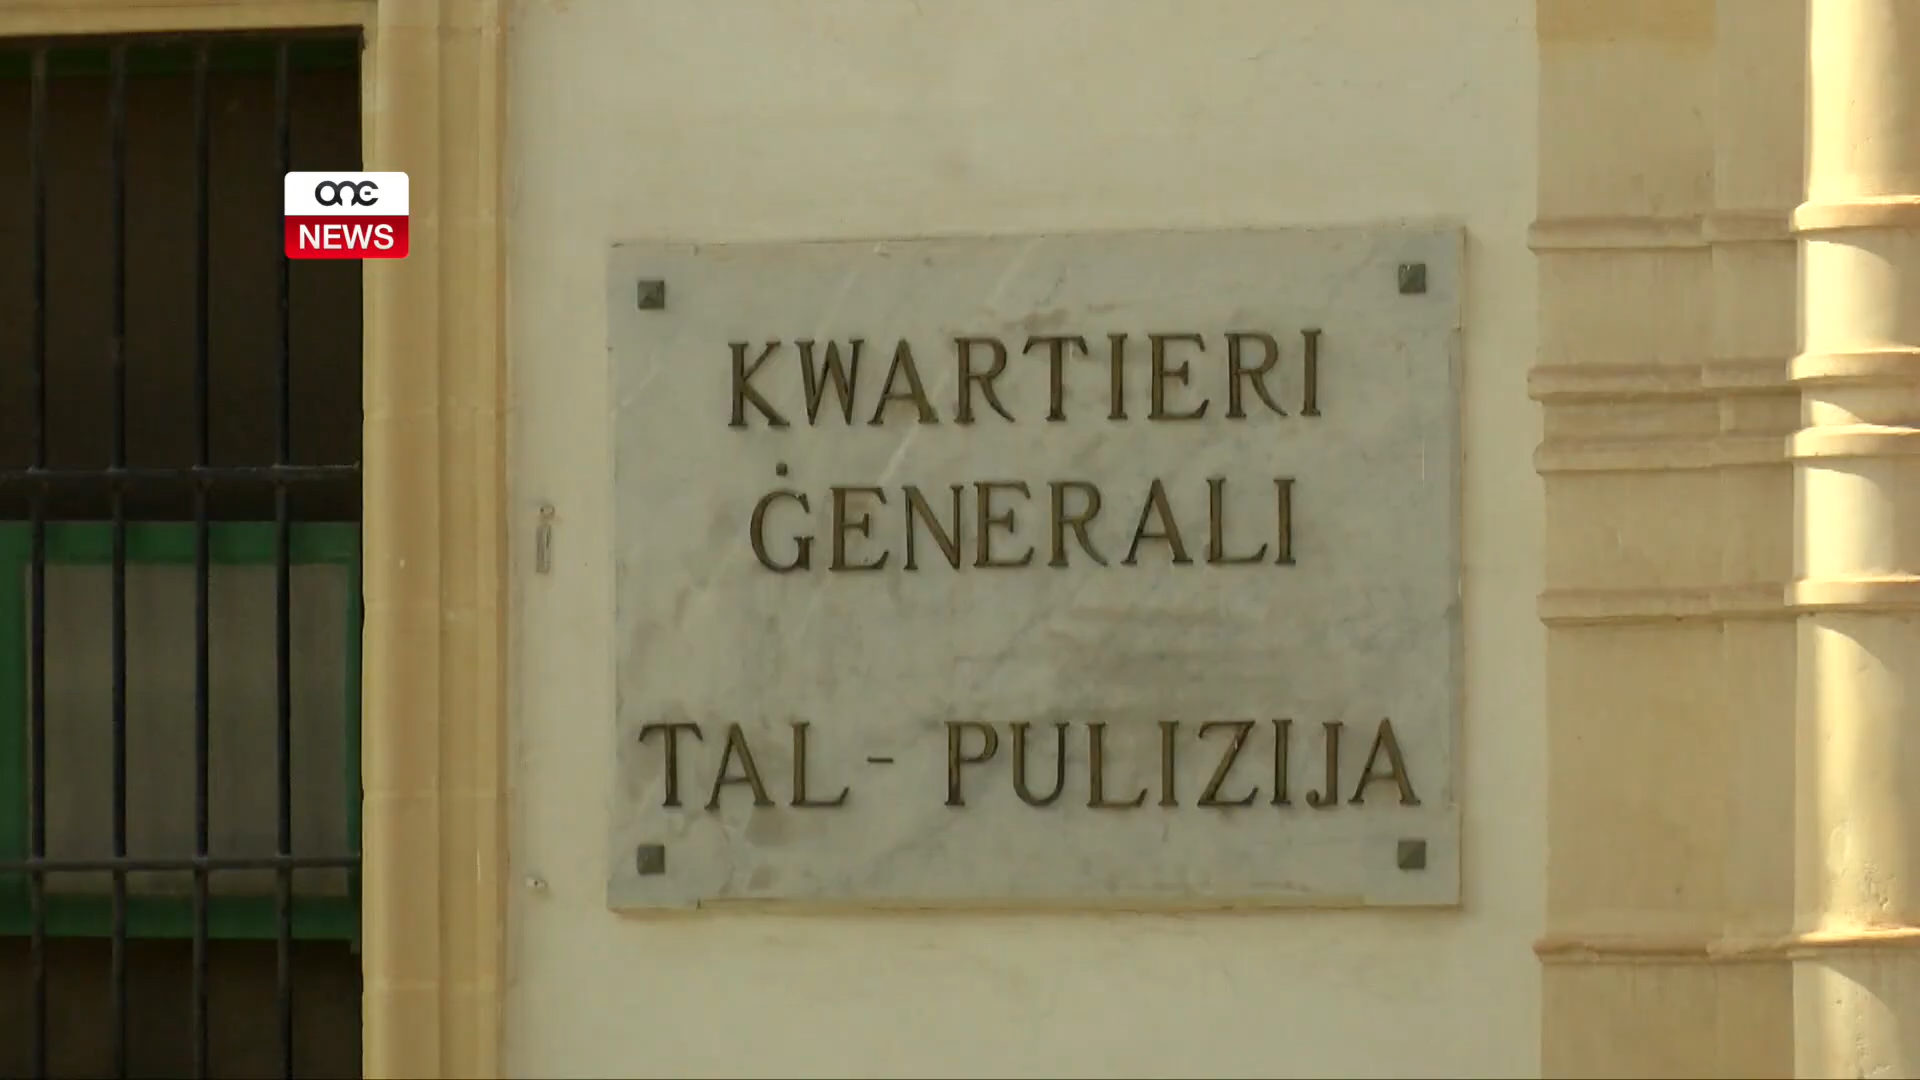 ONE
NEWS
KWARTIERI
ĠENERALI
TAL - PULIZIJA